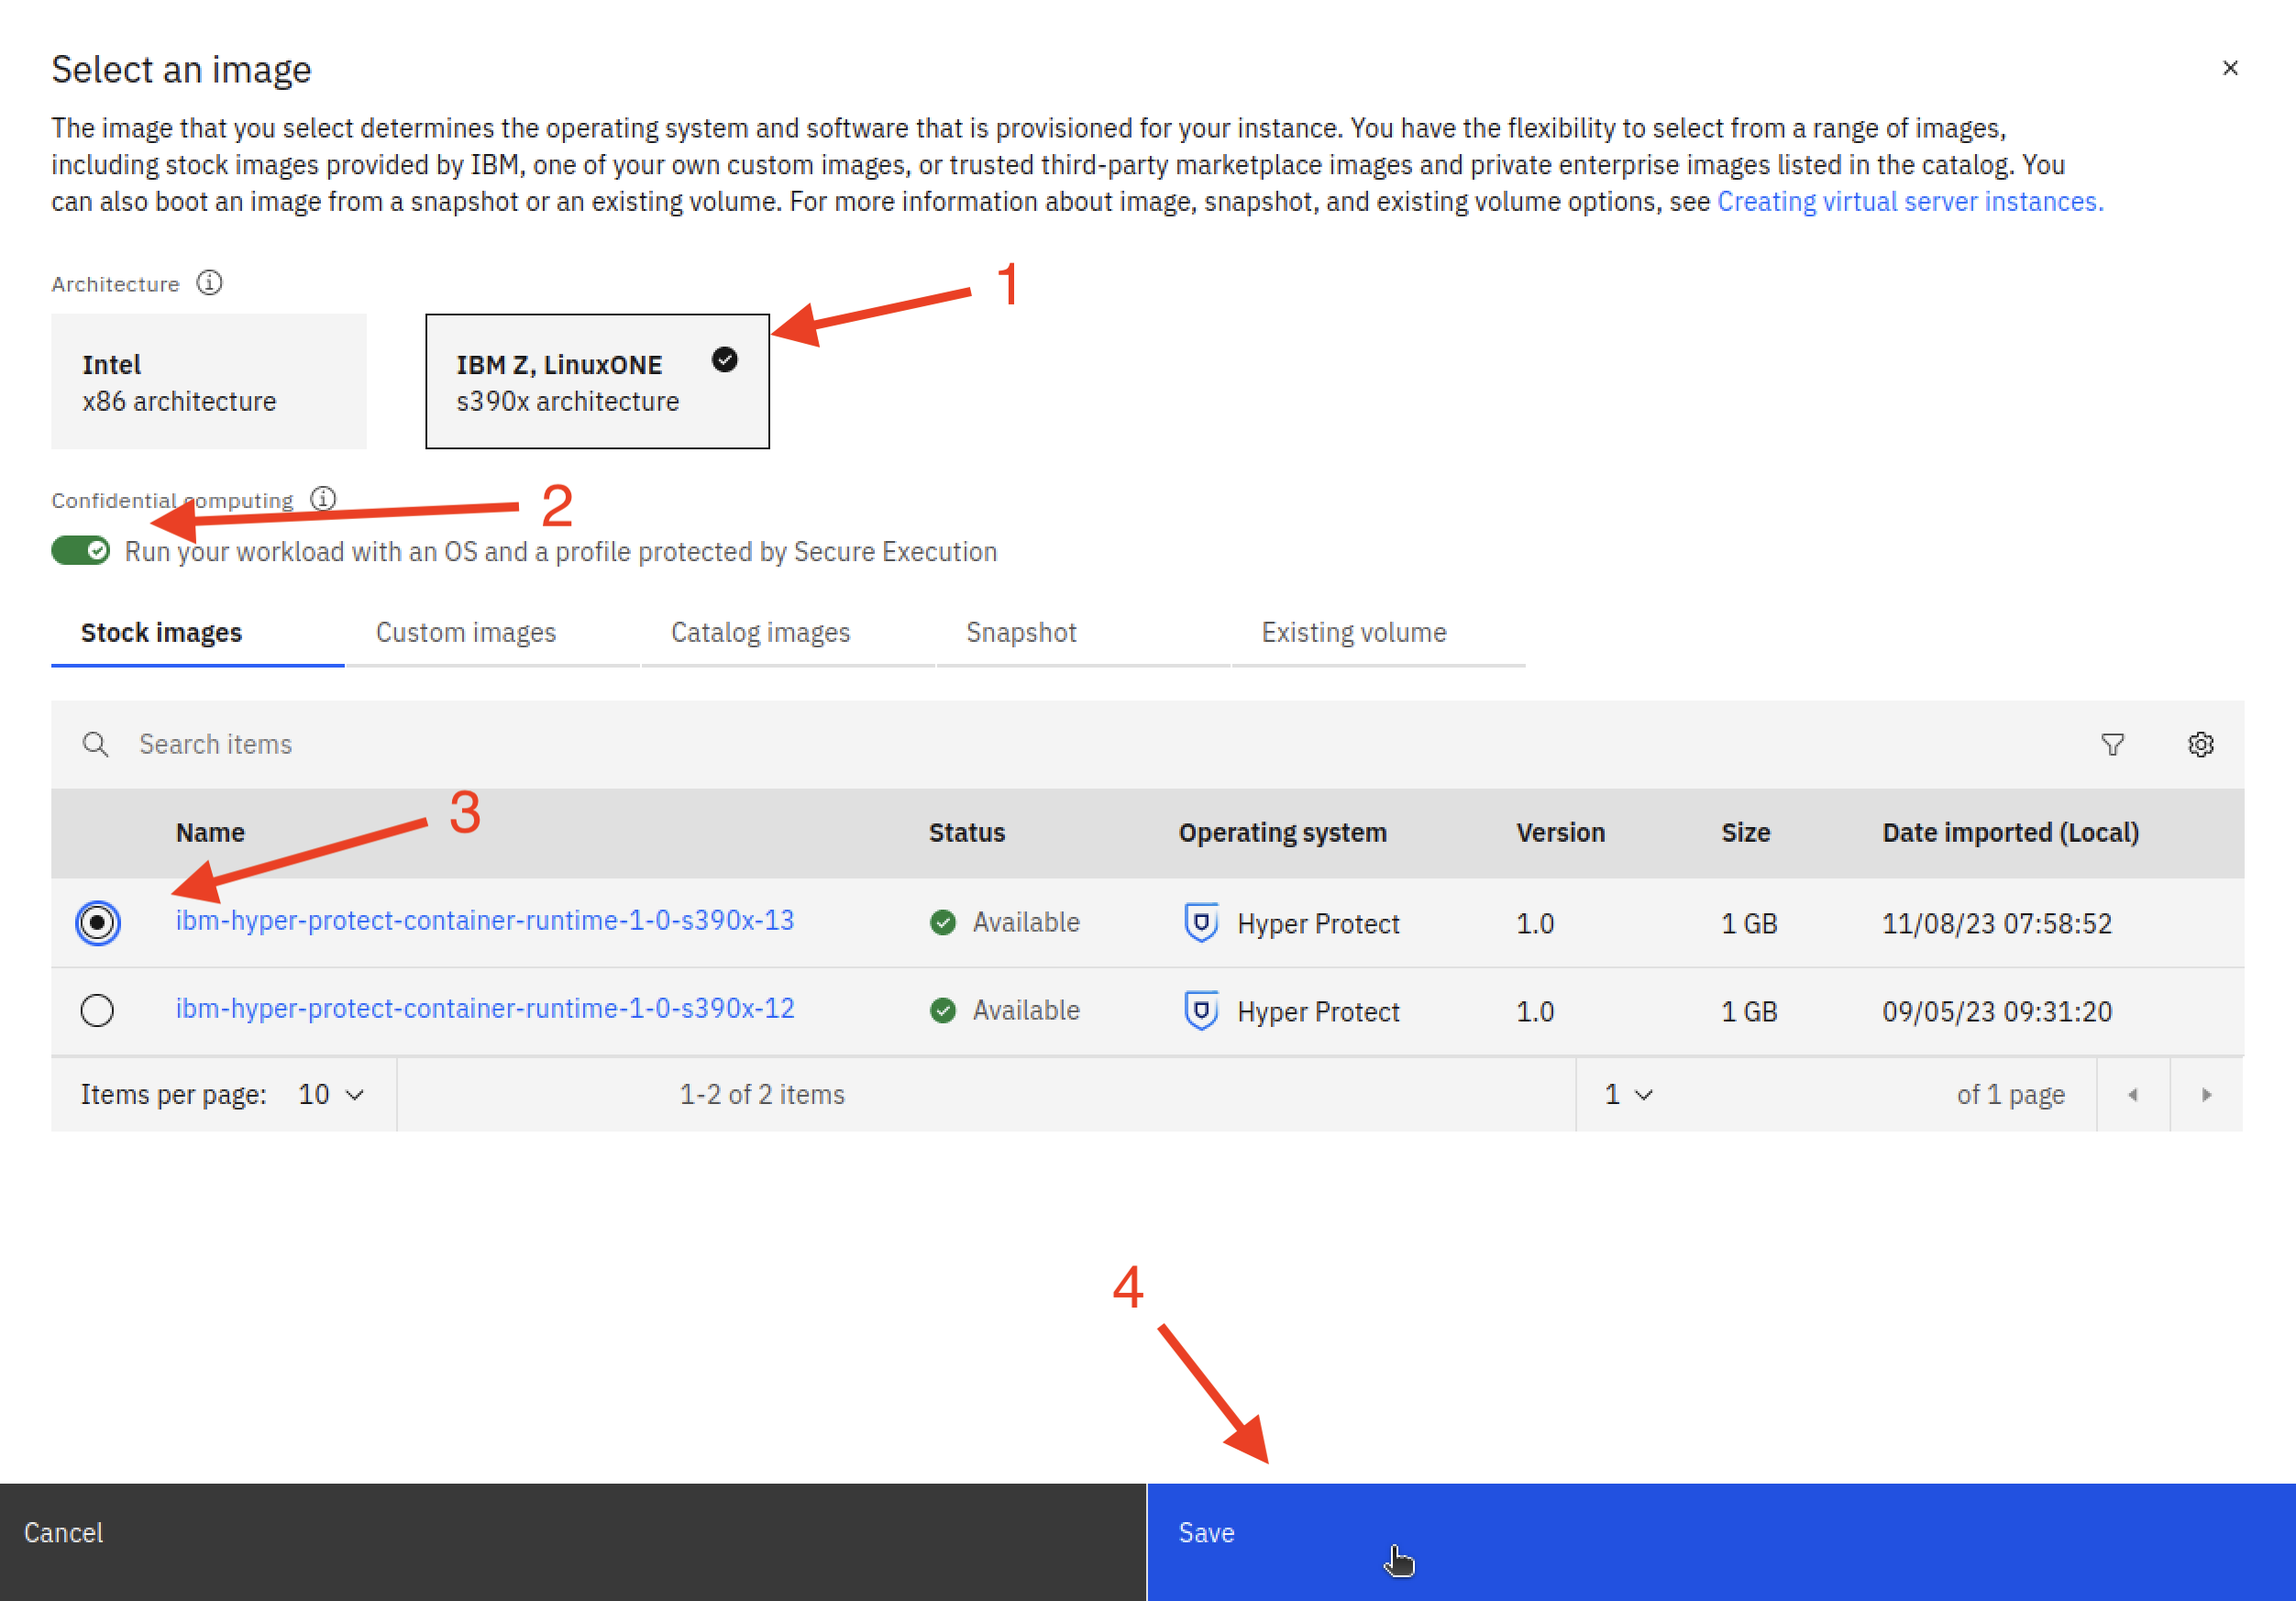 Select an image
The image that you select determines the operating system and software that is provisioned for your instance. You have the flexibility to select from a range of images,
including stock images provided by IBM, one of your own custom images, or trusted third-party marketplace images and private enterprise images listed in the catalog. You
can also boot an image from a snapshot or an existing volume. For more information about image, snapshot, and existing volume options, see Creating virtual server instances.
1
Architecture
Intel
x86 architecture
IBM Z, LinuxONE
s390x architecture
2
Confidential computing
Run your workload with an OS and a profile protected by Secure Execution
Stock images Custom images Catalog images Snapshot Existing volume
Search items
3
Name Status Operating system Version Size Date imported (Local)
ibm-hyper-protect-container-runtime-1-0-s390x-13 Available Hyper Protect 1.0 1 GB 11/08/23 07:58:52
ibm-hyper-protect-container-runtime-1-0-s390x-12 Available Hyper Protect 1.0 1 GB 09/05/23 09:31:20
Items per page: 10 1-2 of 2 items 1 of 1 page
4
Cancel Save